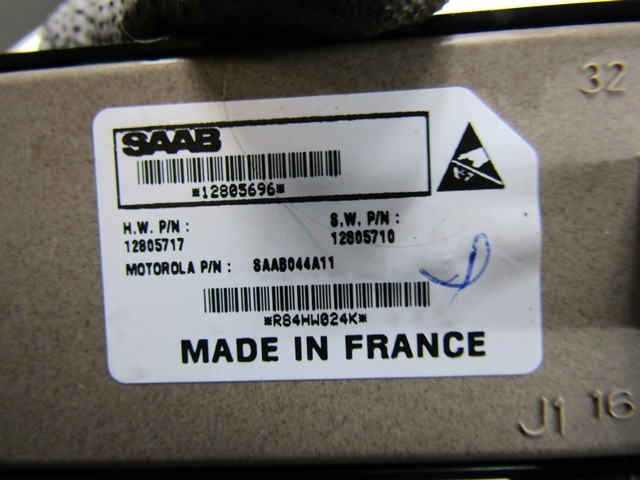 32
SAAB
*12805696*
H.W. P/N : S.W. P/N :
12805717 12805710
MOTOROLA P/N : SAAB044A11
*R84HW024K*
MADE IN FRANCE
J1 16